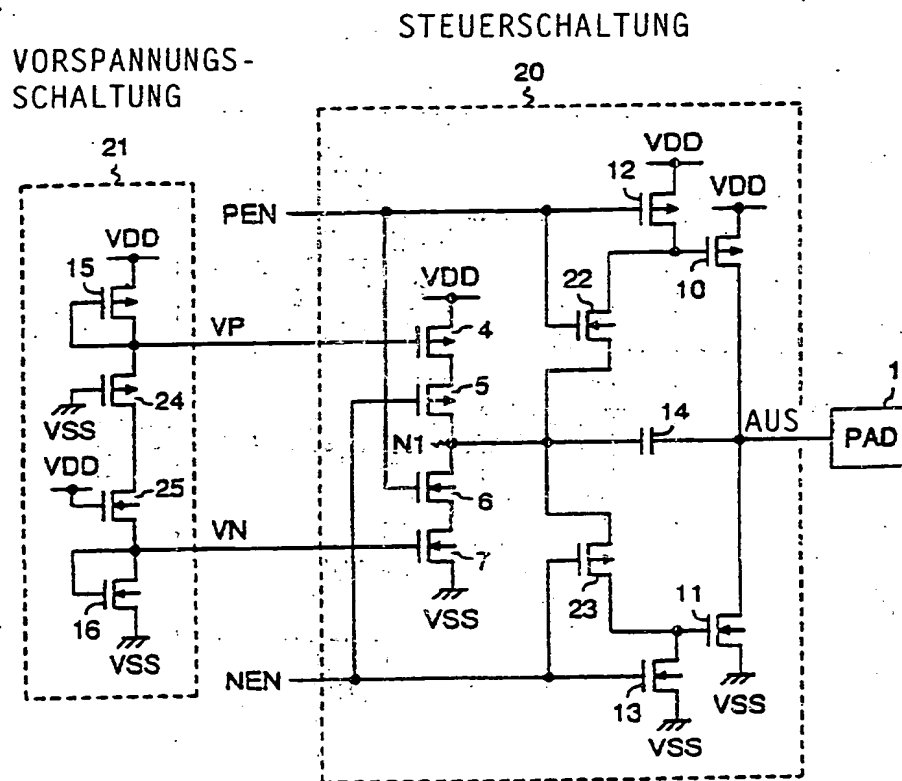 STEUERSCHALTUNG
VORSPANNUNGS-
SCHALTUNG
20
21
VDD
12
VDD
PEN
VDD
15
10
22
VDD
VP
4
5
24
14
1
VSS
N1
AUS
PAD
VDD
25
6
VN
7
23
11
16
VSS
VSS
NEN
13
VSS
VSS